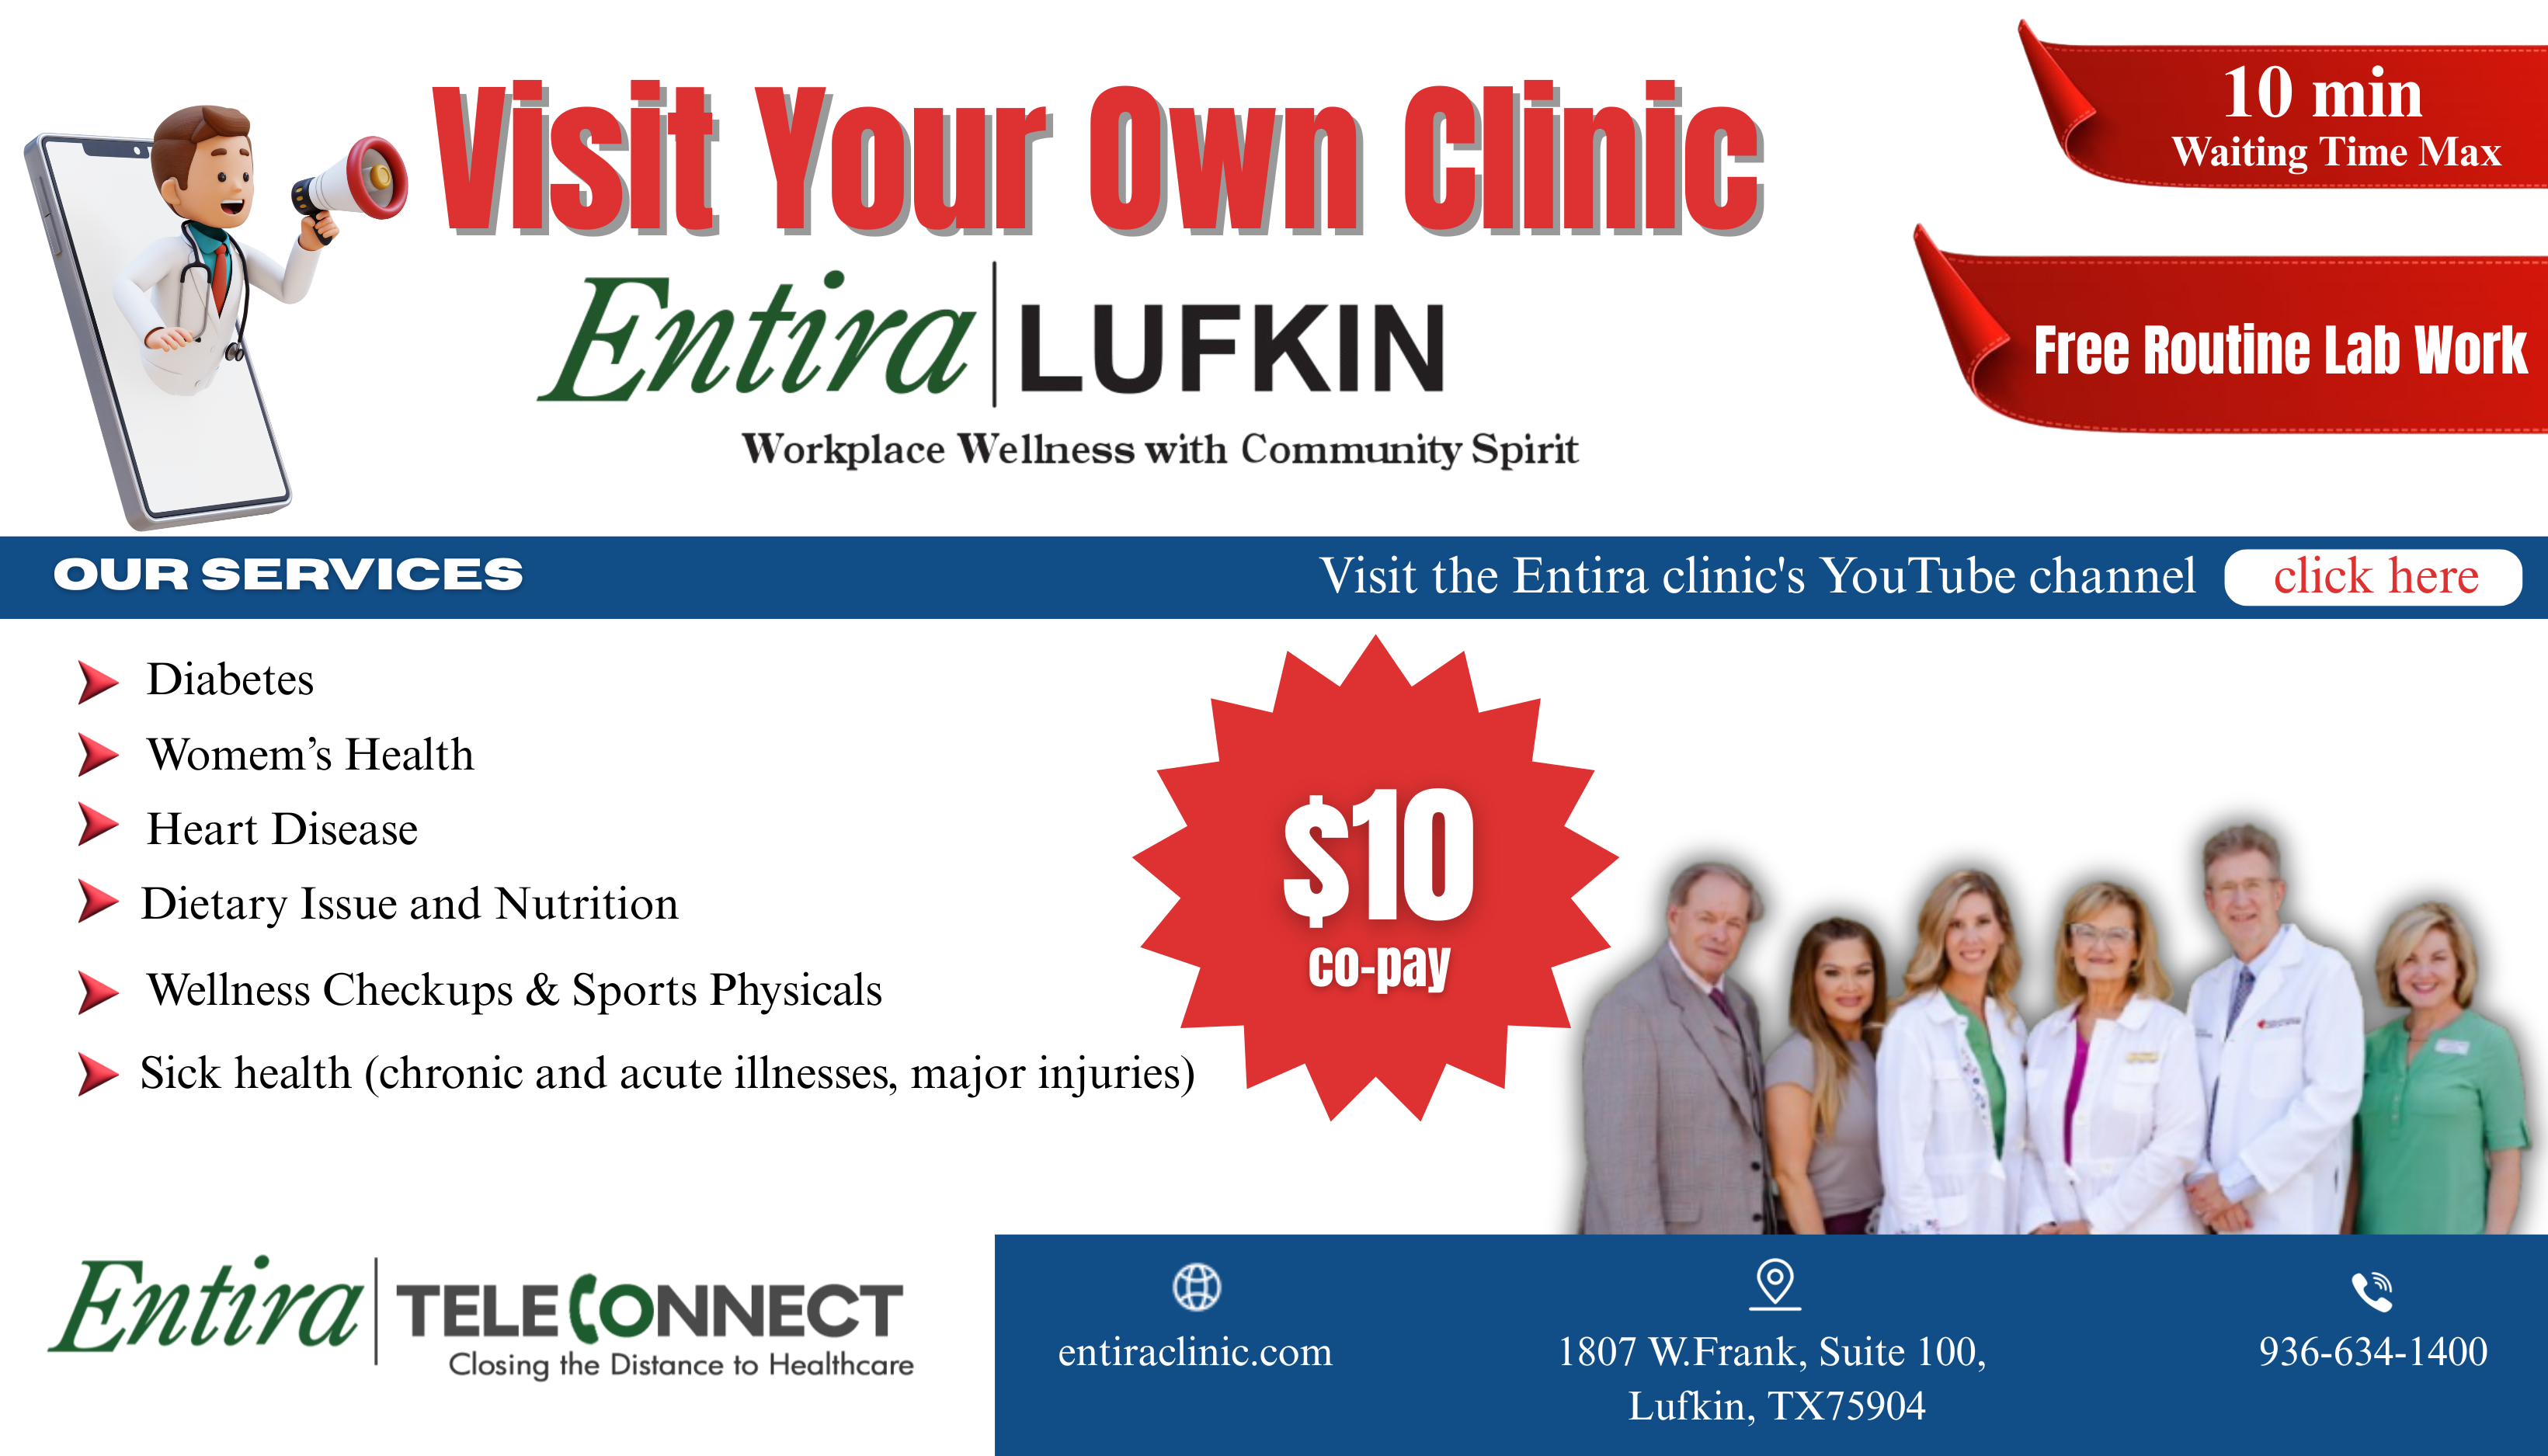 Visit Your Own Clinic
10 min
Waiting Time Max
Entira LUFKIN
Workplace Wellness with Community Spirit
Free Routine Lab Work
OUR SERVICES
Visit the Entira clinic's YouTube channel click here
Diabetes
Womem’s Health
Heart Disease
Dietary Issue and Nutrition
Wellness Checkups & Sports Physicals
Sick health (chronic and acute illnesses, major injuries)
$10
co-pay
Entira TELECONNECT
Closing the Distance to Healthcare
entiraclinic.com
1807 W.Frank, Suite 100,
Lufkin, TX75904
936-634-1400